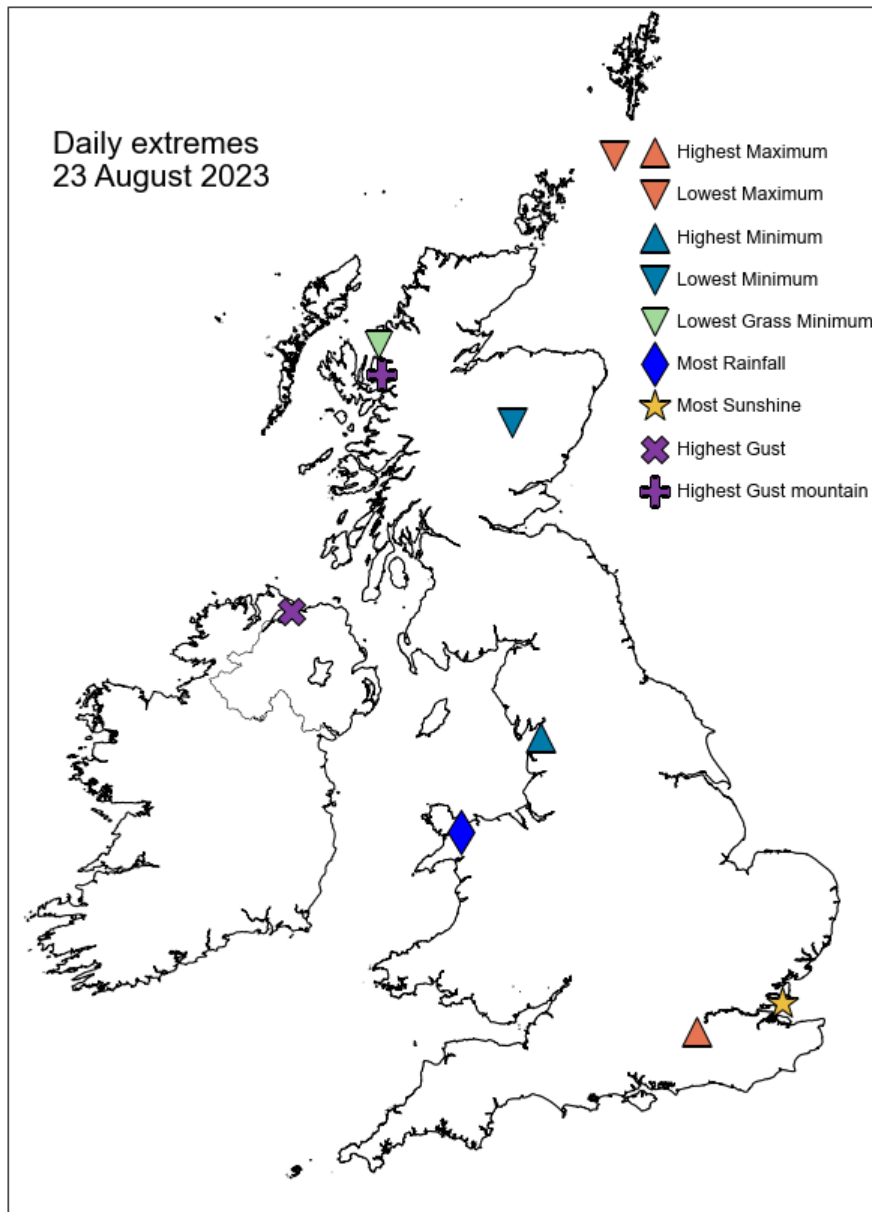 Daily extremes
23 August 2023
Highest Maximum
Lowest Maximum
Highest Minimum
Lowest Minimum
Lowest Grass Minimum
Most Rainfall
Most Sunshine
Highest Gust
Highest Gust mountain